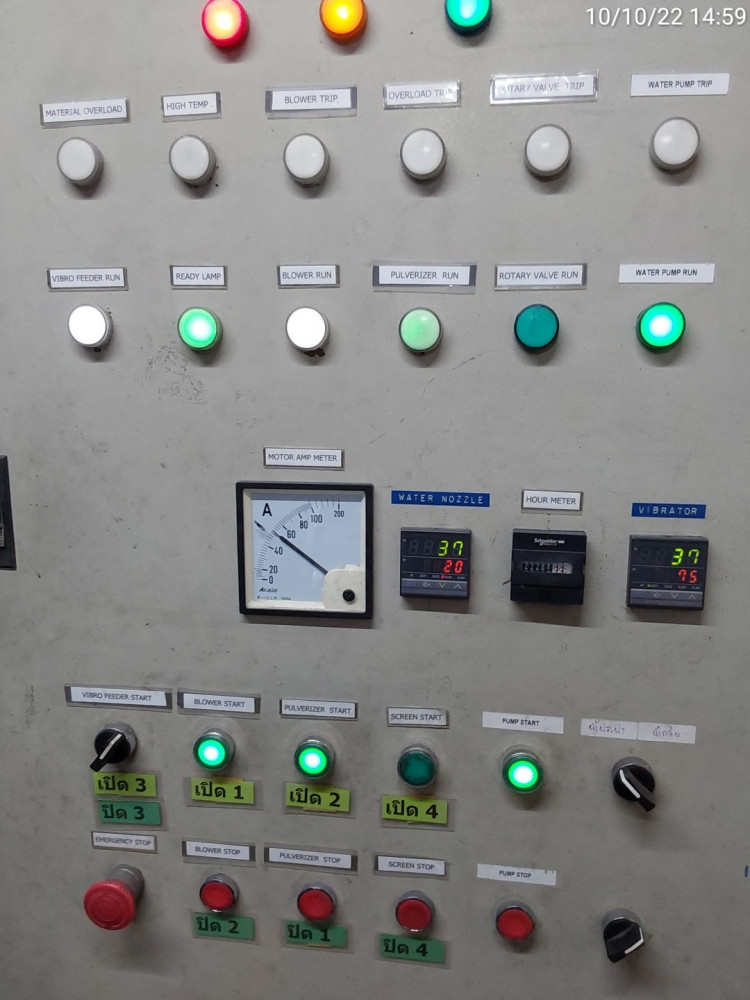 10/10/22 14:59
MATERIAL OVERLOAD
HIGH TEMP.
BLOWER TRIP.
OVERLOAD TRIP
ROTARY VALVE TRIP
WATER PUMP TRIP
VIBRO FEEDER RUN
READY LAMP
BLOWER RUN
PULVERIZER RUN
ROTARY VALVE RUN
WATER PUMP RUN
MOTOR AMP METER
WATER NOZZLE
HOUR METER
VIBRATOR
A
200
100
80
60
40
20
0
37
20
Schneider
37
75
VIBRO FEEDER START
BLOWER START
PULVERIZER START
SCREEN START
PUMP START
เปิด 3
เปิด 1
เปิด 2
เปิด 4
ปิด 3
EMERGENCY STOP
BLOWER STOP
PULVERIZER STOP
SCREEN STOP
PUMP STOP
ปิด 2
ปิด 1
ปิด 4